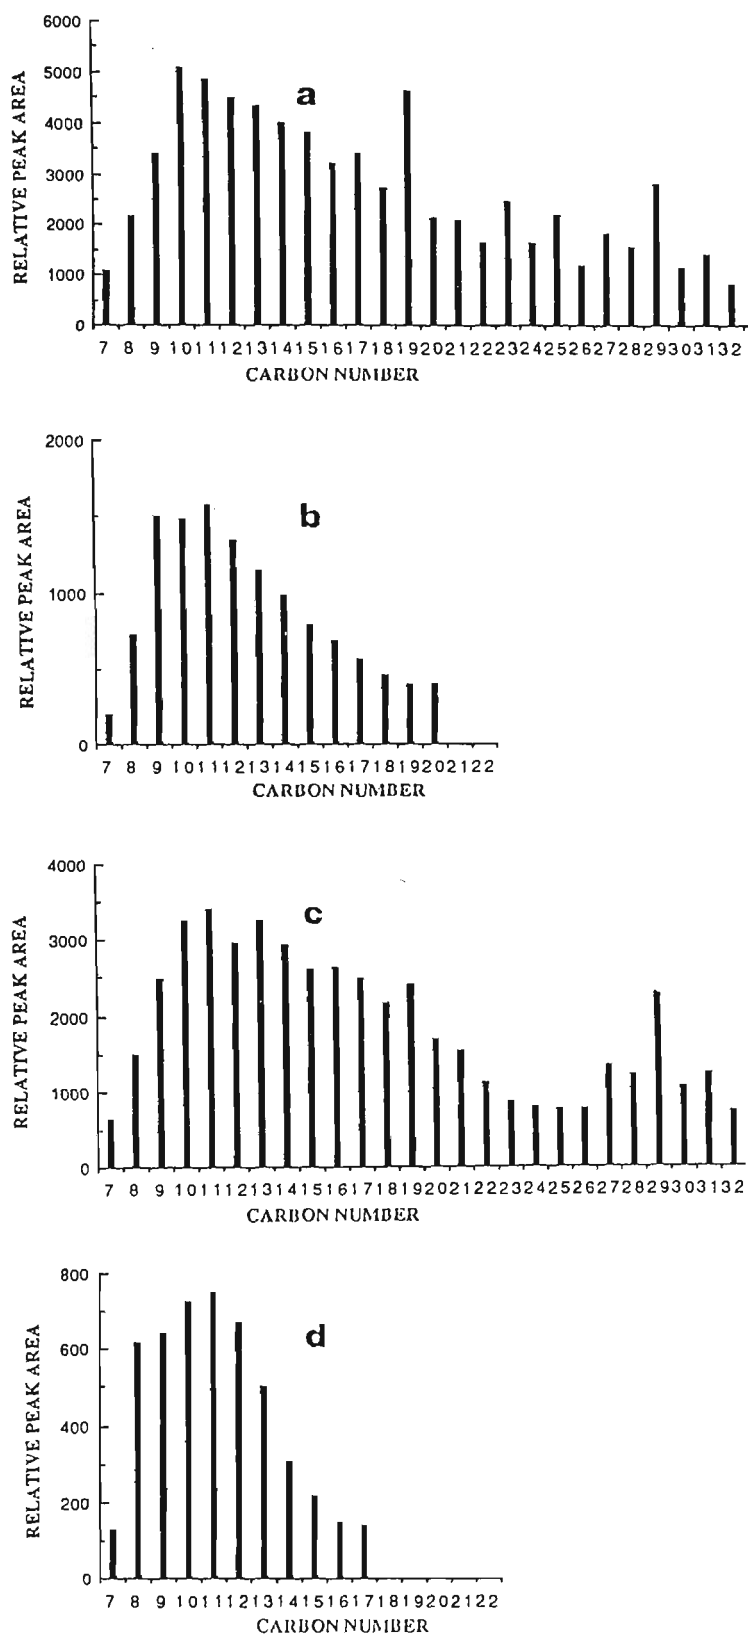 6000
5000
4000
3000
2000
1000
0
RELATIVE PEAK AREA
a
7 8 9 10 11 12 13 14 15 16 17 18 19 20 21 22 23 24 25 26 27 28 29 30 31 32
CARBON NUMBER
2000
1000
0
RELATIVE PEAK AREA
b
7 8 9 10 11 12 13 14 15 16 17 18 19 20 21 22
CARBON NUMBER
4000
3000
2000
1000
0
RELATIVE PEAK AREA
c
7 8 9 10 11 12 13 14 15 16 17 18 19 20 21 22 23 24 25 26 27 28 29 30 31 32
CARBON NUMBER
800
600
400
200
0
RELATIVE PEAK AREA
d
7 8 9 10 11 12 13 14 15 16 17 18 19 20 21 22
CARBON NUMBER